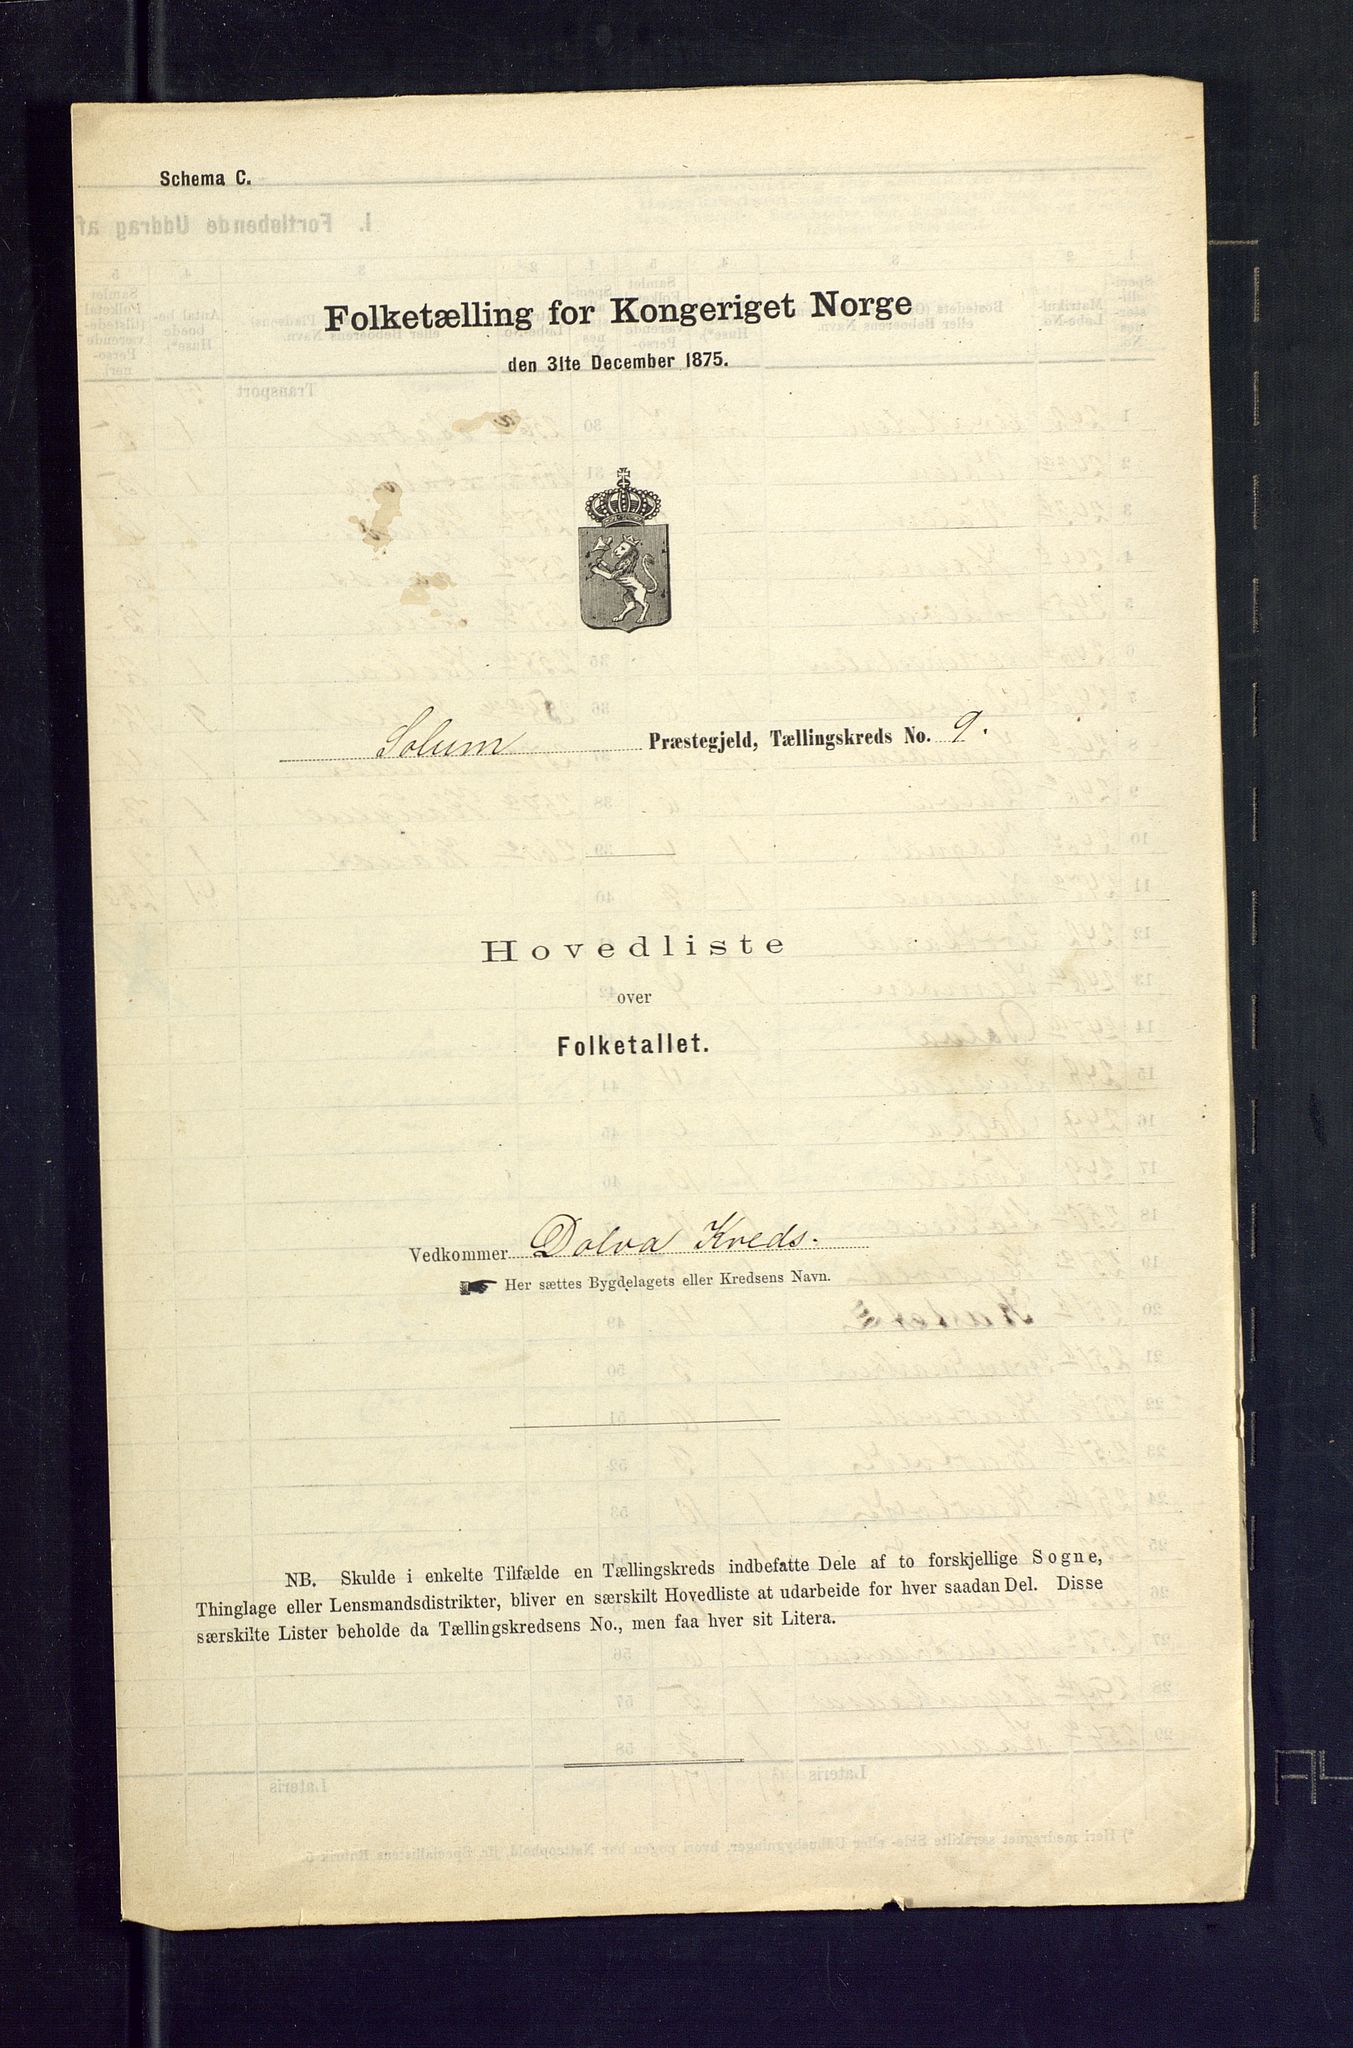 Schema C.
Folketælling for Kongeriget Norge
den 31te December 1875.
Solum Præstegjeld, Tællingskreds No. 9.
Hovedliste
over
Folketallet.
Vedkommer Dolva Kreds.
Her sættes Bygdelagets eller Kredsens Navn.
NB. Skulde i enkelte Tilfælde en Tællingskreds indbefatte Dele af to forskjellige Sogne,
Thinglage eller Lensmandsdistrikter, bliver en særskilt Hovedliste at udarbeide for hver saadan Del. Disse
særskilte Lister beholde da Tællingskredsens No., men faa hver sit Litera.